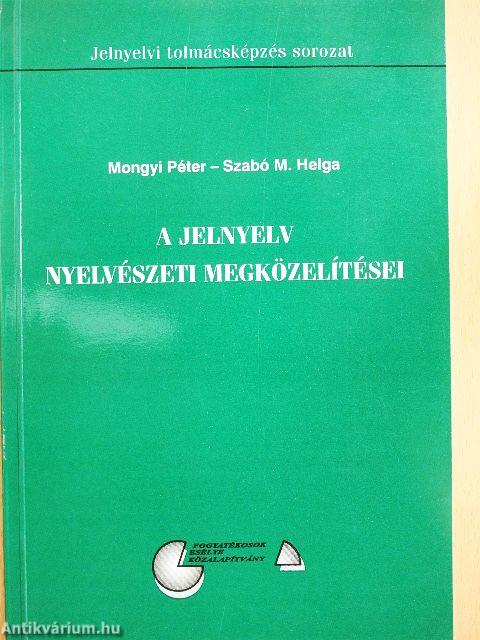 Jelnyelvi tolmácsképzés sorozat
Mongyi Péter – Szabó M. Helga
A JELNYELV
NYELVÉSZETI MEGKÖZELÍTÉSEI
FOGYATÉKOSOK
ESÉLYE
KÖZALAPÍTVÁNY
Antikvárium.hu